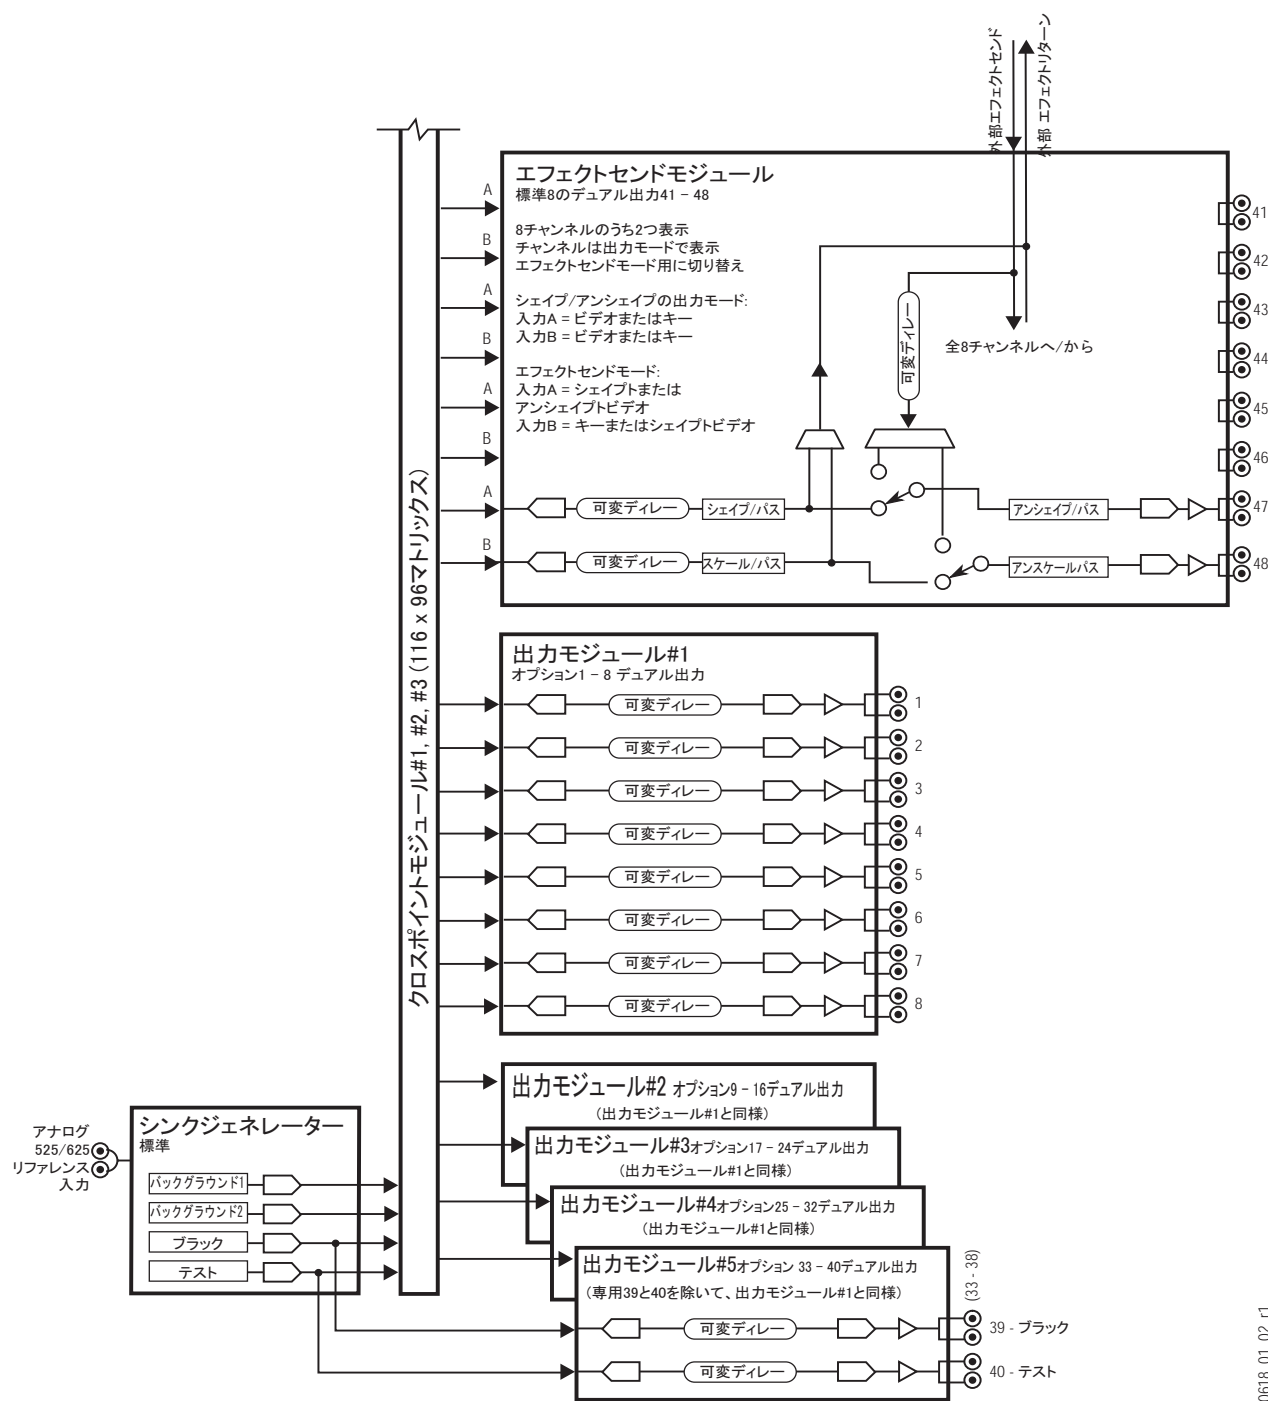 外部エフェクトセンド
外部 エフェクトリターン
エフェクトセンドモジュール
標準8のデュアル出力41 - 48
8チャンネルのうち2つ表示
チャンネルは出力モードで表示
エフェクトセンドモード用に切り替え
シェイプ/アンシェイプの出力モード:
入力A = ビデオまたはキー
入力B = ビデオまたはキー
エフェクトセンドモード:
入力A = シェイプトまたは
アンシェイプトビデオ
入力B = キーまたはシェイプトビデオ
A
B
A
B
A
B
A
B
可変ディレー
全8チャンネルへ/から
可変ディレー
シェイプ/パス
アンシェイプ/パス
可変ディレー
スケール/パス
アンスケールパス
41
42
43
44
45
46
47
48
クロスポイントモジュール#1, #2, #3 (116 x 96マトリックス)
出力モジュール#1
オプション1 - 8 デュアル出力
可変ディレー
1
可変ディレー
2
可変ディレー
3
可変ディレー
4
可変ディレー
5
可変ディレー
6
可変ディレー
7
可変ディレー
8
出力モジュール#2 オプション9 - 16デュアル出力
(出力モジュール#1と同様)
出力モジュール#3オプション17 - 24デュアル出力
(出力モジュール#1と同様)
出力モジュール#4オプション25 - 32デュアル出力
(出力モジュール#1と同様)
出力モジュール#5オプション 33 - 40デュアル出力
(専用39と40を除いて、出力モジュール#1と同様)
(33 - 38)
可変ディレー
39 - ブラック
可変ディレー
40 - テスト
アナログ
525/625
リファレンス
入力
シンクジェネレーター
標準
バックグラウンド1
バックグラウンド2
ブラック
テスト
0618_01_02_r1